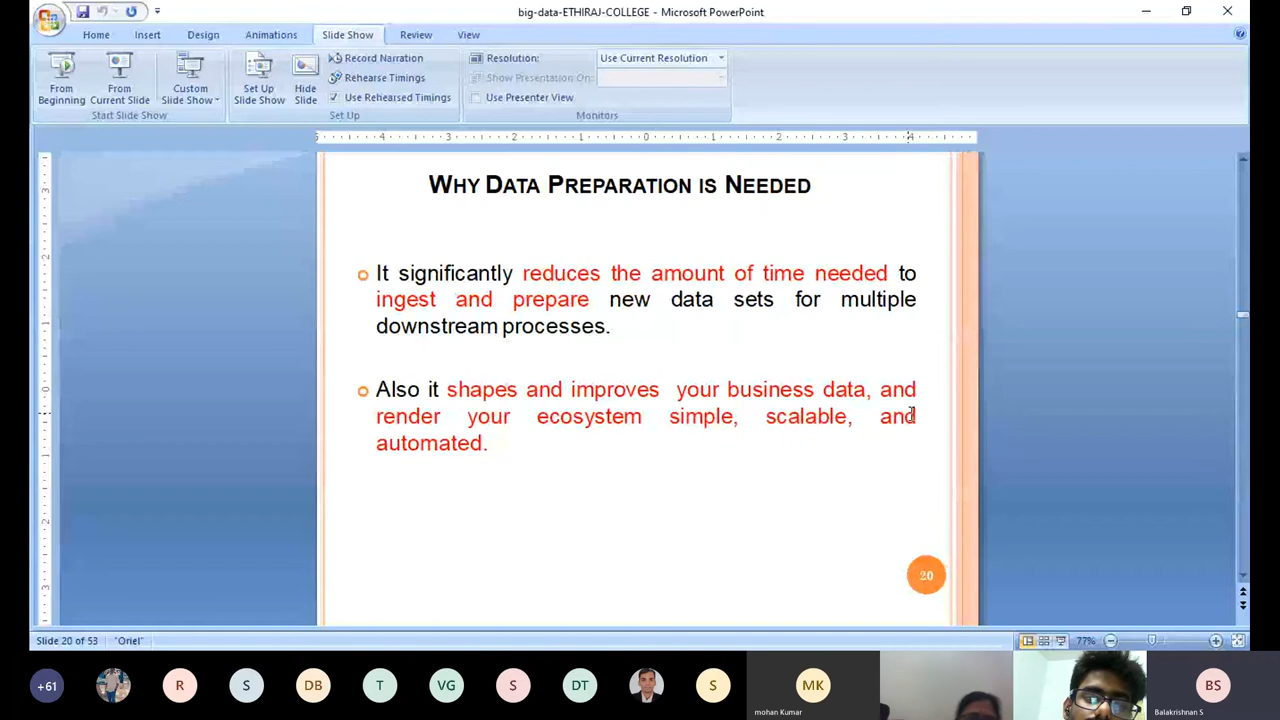 big-data-ETHIRAJ-COLLEGE - Microsoft PowerPoint
Home Insert Design Animations Slide Show Review View
From Beginning
From Current Slide
Custom Slide Show
Set Up Slide Show
Hide Slide
Record Narration
Rehearse Timings
Use Rehearsed Timings
Resolution: Use Current Resolution
Show Presentation On:
Use Presenter View
Start Slide Show Set Up Monitors
WHY DATA PREPARATION IS NEEDED
It significantly reduces the amount of time needed to
ingest and prepare new data sets for multiple
downstream processes.
Also it shapes and improves your business data, and
render your ecosystem simple, scalable, and
automated.
20
Slide 20 of 53 "Oriel" 77%
+61 R S DB T VG S DT S MK BS
mohan Kumar Balakrishnan S